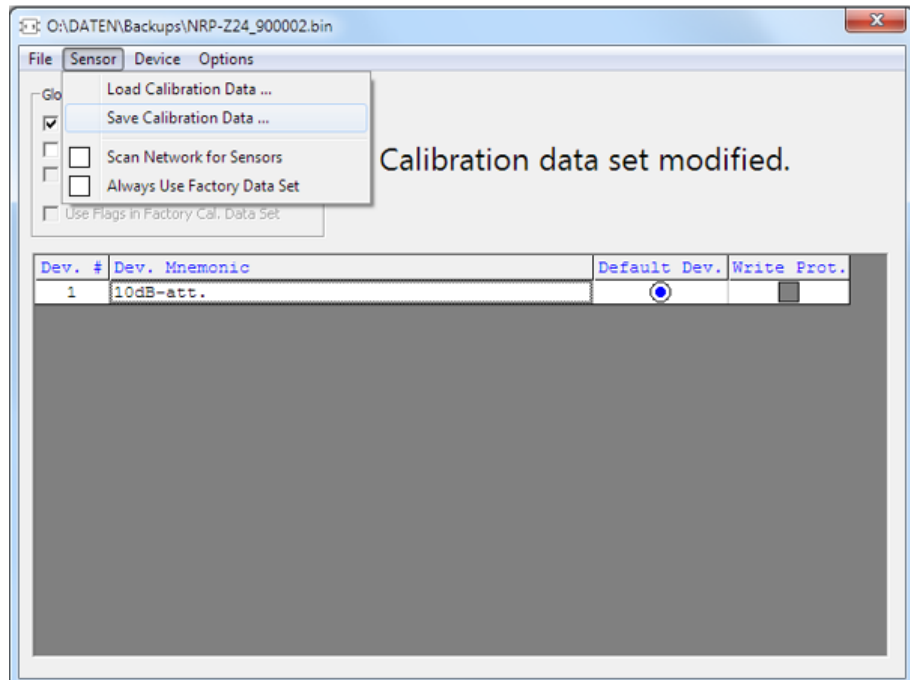 O:\DATEN\Backups\NRP-Z24_900002.bin
File Sensor Device Options
Glo
Load Calibration Data ...
Save Calibration Data ...
Scan Network for Sensors
Always Use Factory Data Set
Calibration data set modified.
Use Flags in Factory Cal. Data Set
Dev. # Dev. Mnemonic Default Dev. Write Prot.
1 10dB-att.